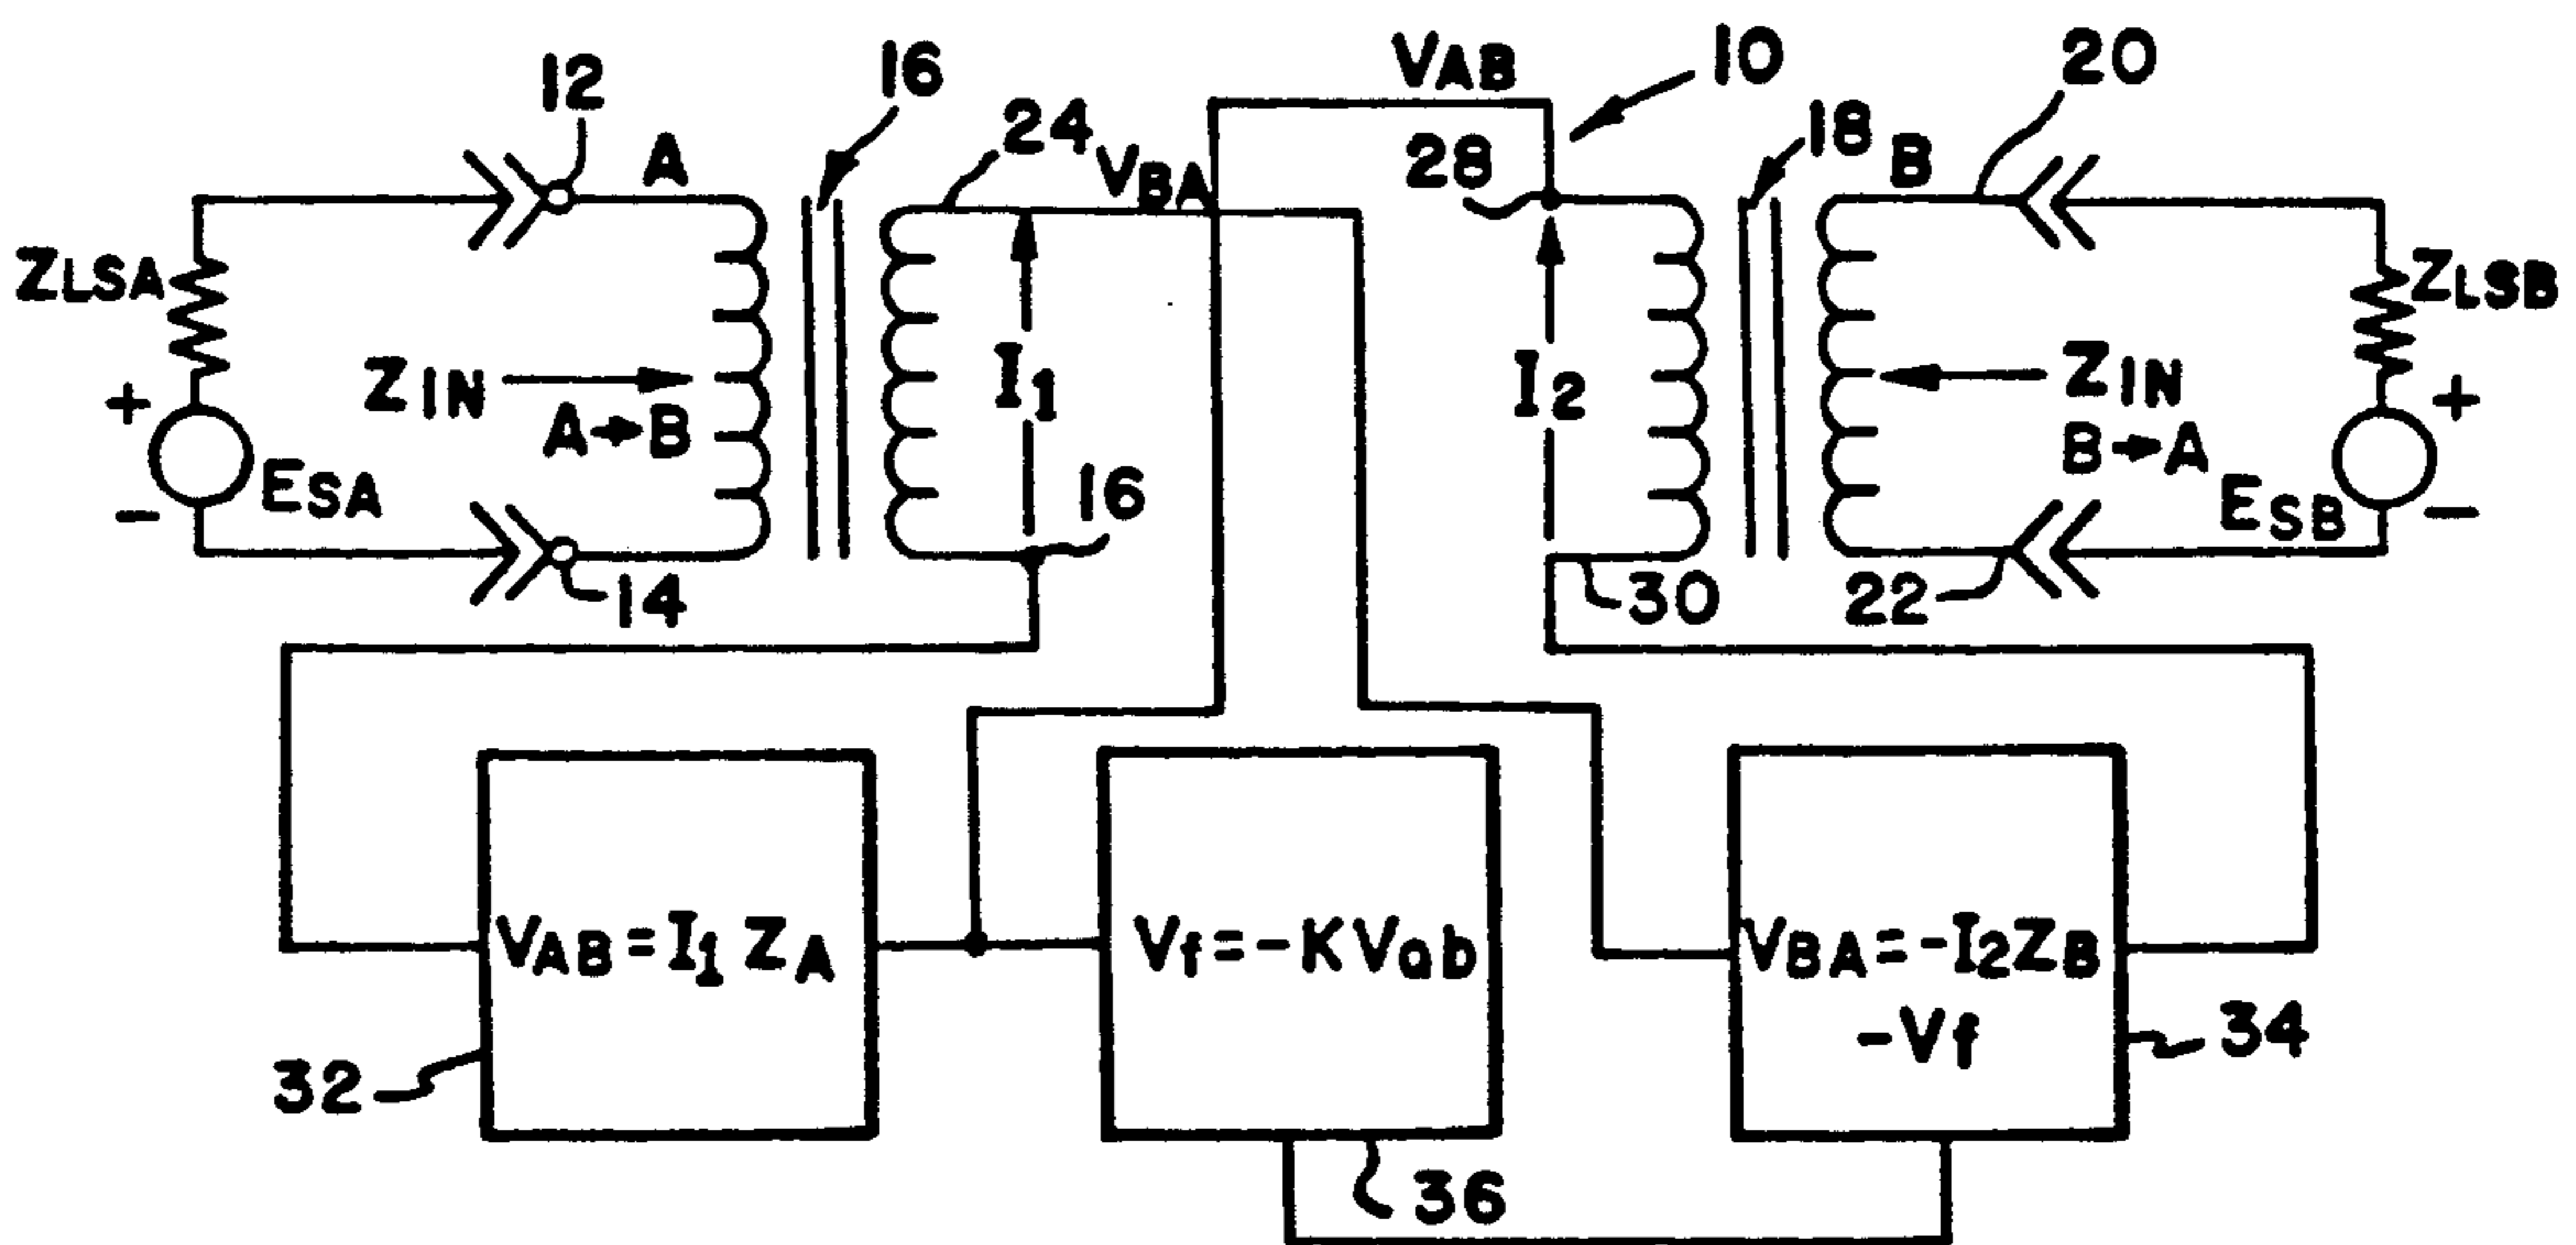 12
16
VAB
10
20
A
24
VBA
28
18
B
ZLSA
ZIN
A→B
I1
I2
ZIN
B→A
ZLSB
+
ESA
-
16
+
ESB
-
14
30
22
VAB=I1 ZA
Vf=-KVab
VBA=-I2ZB
-Vf
32
34
36